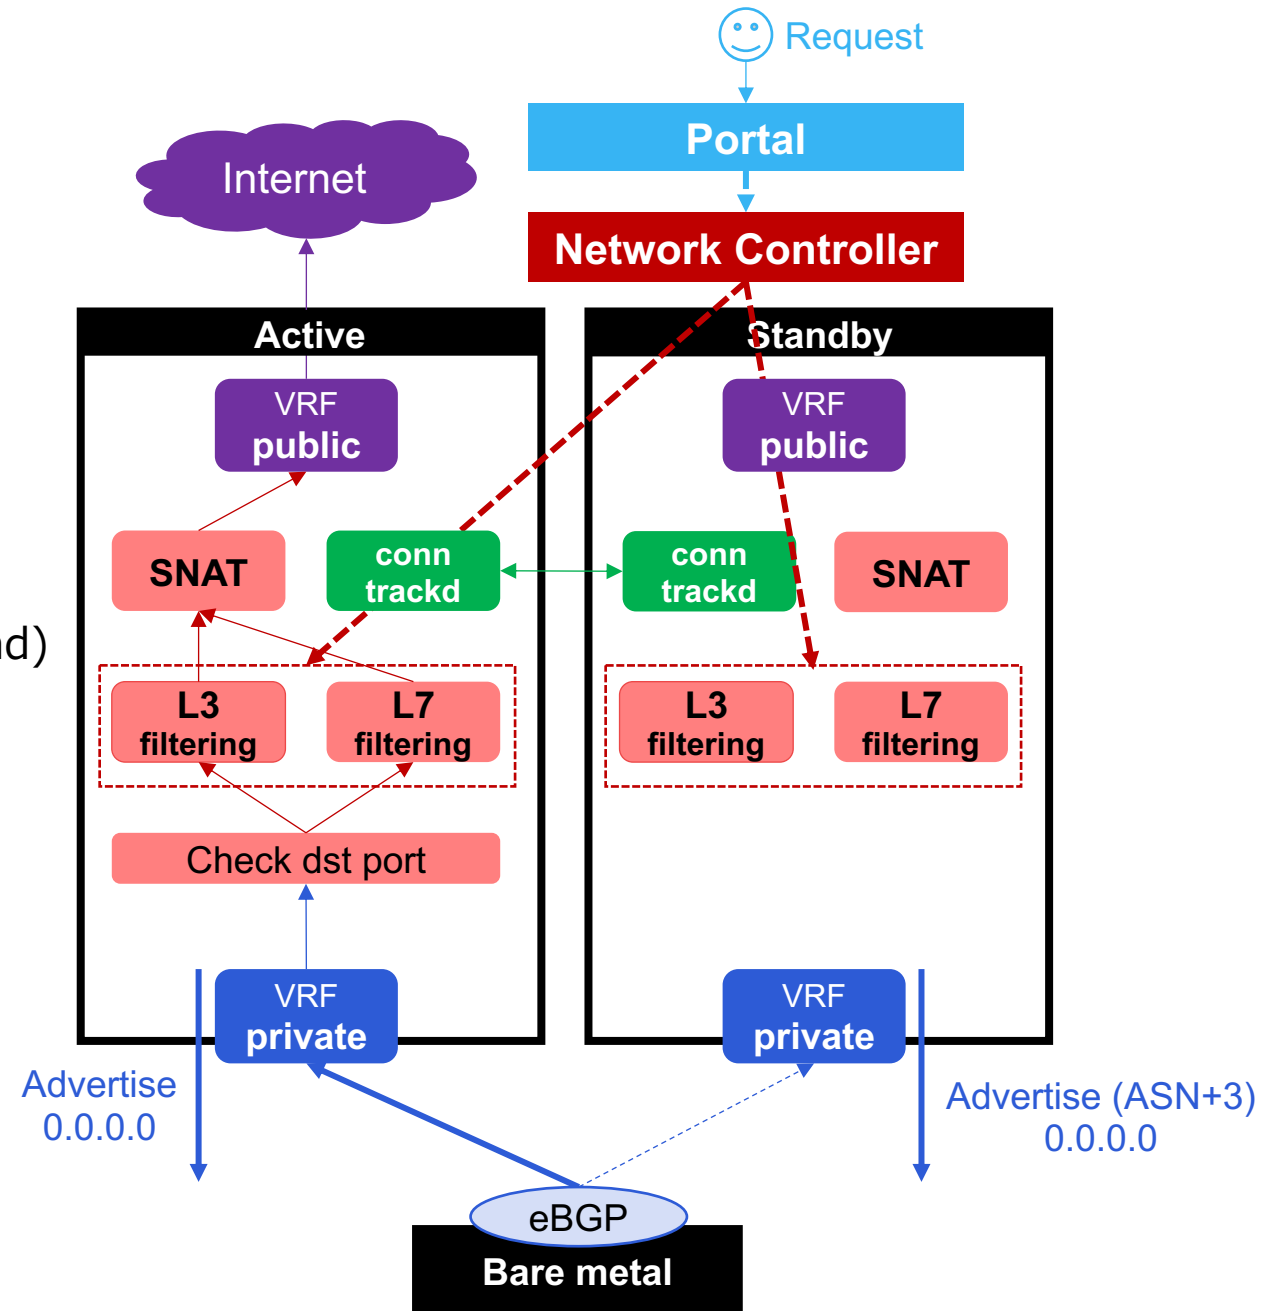 Request
Portal
Internet
Network Controller
Active
Standby
VRF
public
VRF
public
SNAT
conn
trackd
conn
trackd
SNAT
d)
L3
filtering
L7
filtering
L3
filtering
L7
filtering
Check dst port
VRF
private
VRF
private
Advertise
0.0.0.0
Advertise (ASN+3)
0.0.0.0
eBGP
Bare metal